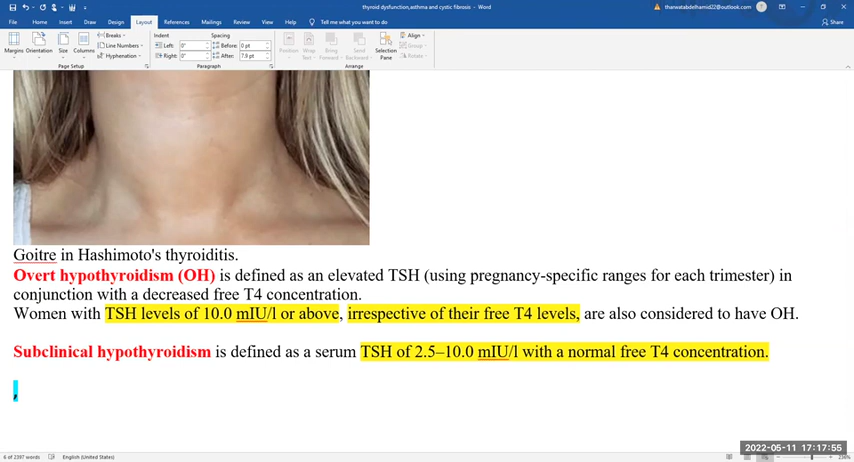 thyroid dysfunction,asthma and cystic fibrosis - Word
tharwatabdelhamid22@outlook.com
File Home Insert Draw Design Layout References Mailings Review View Help Tell me what you want to do
Share
Margins Orientation Size Columns
Breaks
Line Numbers
Hyphenation
Page Setup
Indent
Left: 0"
Right: 0"
Spacing
Before: 0 pt
After: 7.9 pt
Paragraph
Position Wrap Text Bring Forward Send Backward Selection Pane
Align
Group
Rotate
Arrange
Goitre in Hashimoto's thyroiditis.
Overt hypothyroidism (OH) is defined as an elevated TSH (using pregnancy-specific ranges for each trimester) in
conjunction with a decreased free T4 concentration.
Women with TSH levels of 10.0 mIU/l or above, irrespective of their free T4 levels, are also considered to have OH.
Subclinical hypothyroidism is defined as a serum TSH of 2.5–10.0 mIU/l with a normal free T4 concentration.
,
2022-05-11 17:17:55
6 of 2397 words English (United States)
236%